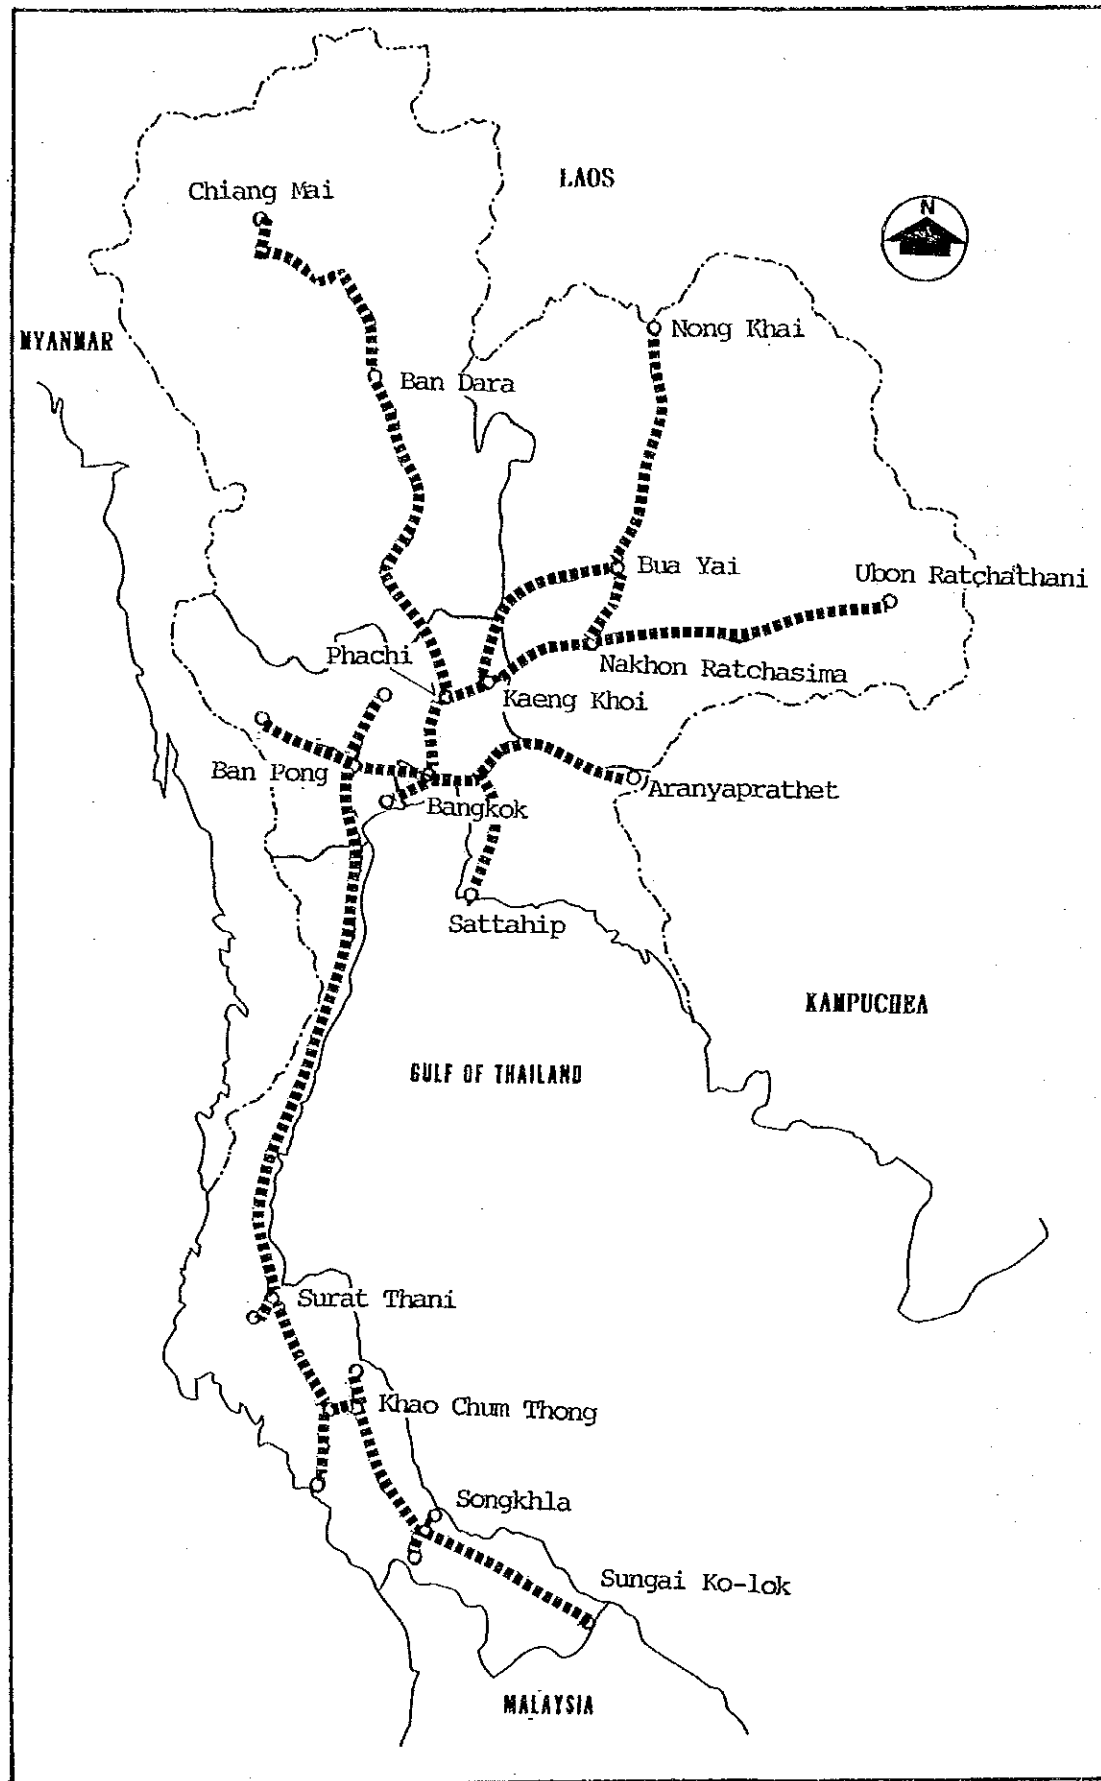 LAOS
Chiang Mai
N
Nong Khai
MYANMAR
Ban Dara
Bua Yai
Ubon Ratchathani
Phachi
Nakhon Ratchasima
Kaeng Khoi
Ban Pong
Aranyaprathet
Bangkok
Sattahip
KAMPUCHEA
GULF OF THAILAND
Surat Thani
Khao Chum Thong
Songkhla
Sungai Ko-lok
MALAYSIA